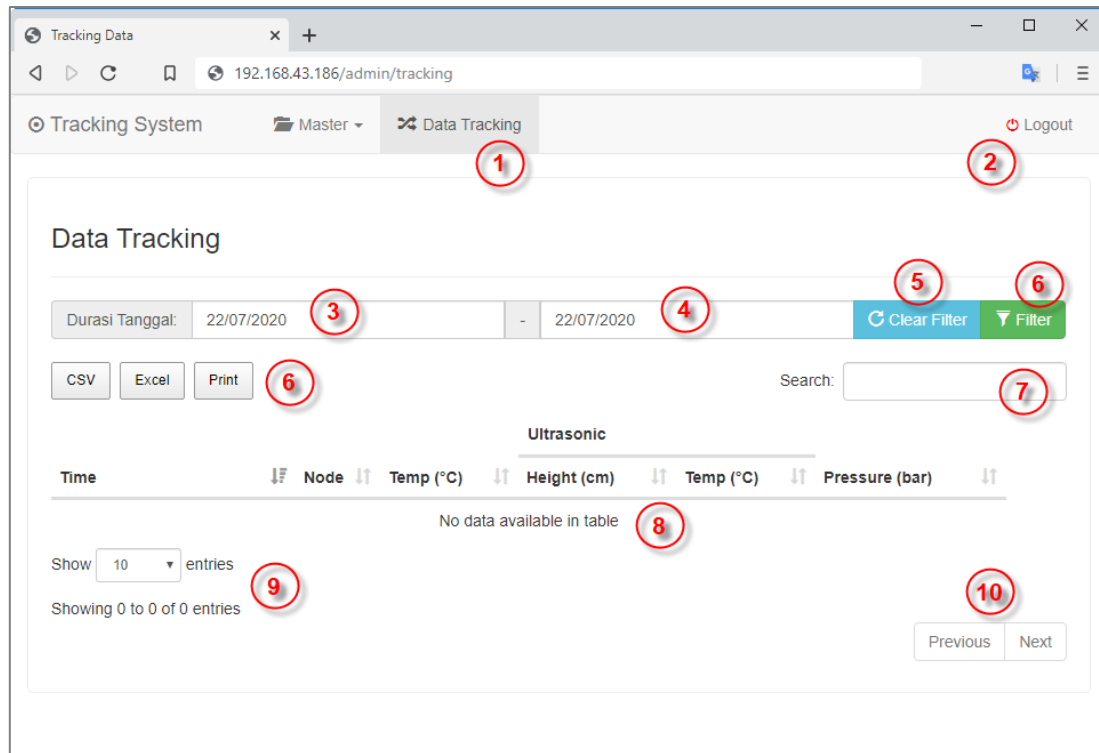 Tracking Data
192.168.43.186/admin/tracking
Tracking System Master Data Tracking Logout
1 2
Data Tracking
5 6
Durasi Tanggal: 22/07/2020 3 - 22/07/2020 4 Clear Filter Filter
CSV Excel Print 6 Search: 7
Ultrasonic
Time Node Temp (°C) Height (cm) Temp (°C) Pressure (bar)
No data available in table 8
Show 10 entries 9
Showing 0 to 0 of 0 entries
10
Previous Next